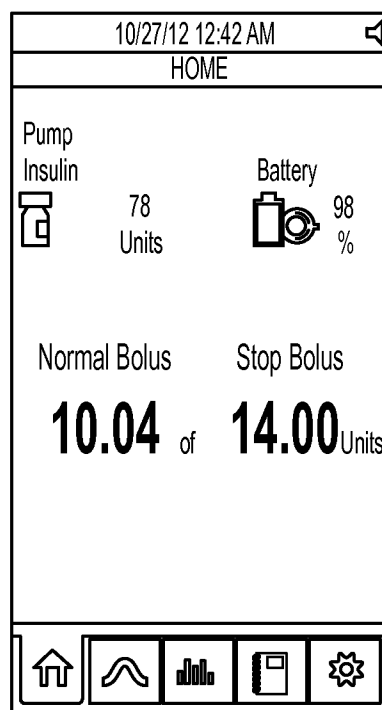 10/27/12 12:42 AM
HOME
Pump
Insulin
78
Units
Battery
98
%
Normal Bolus
Stop Bolus
10.04 of 14.00 Units